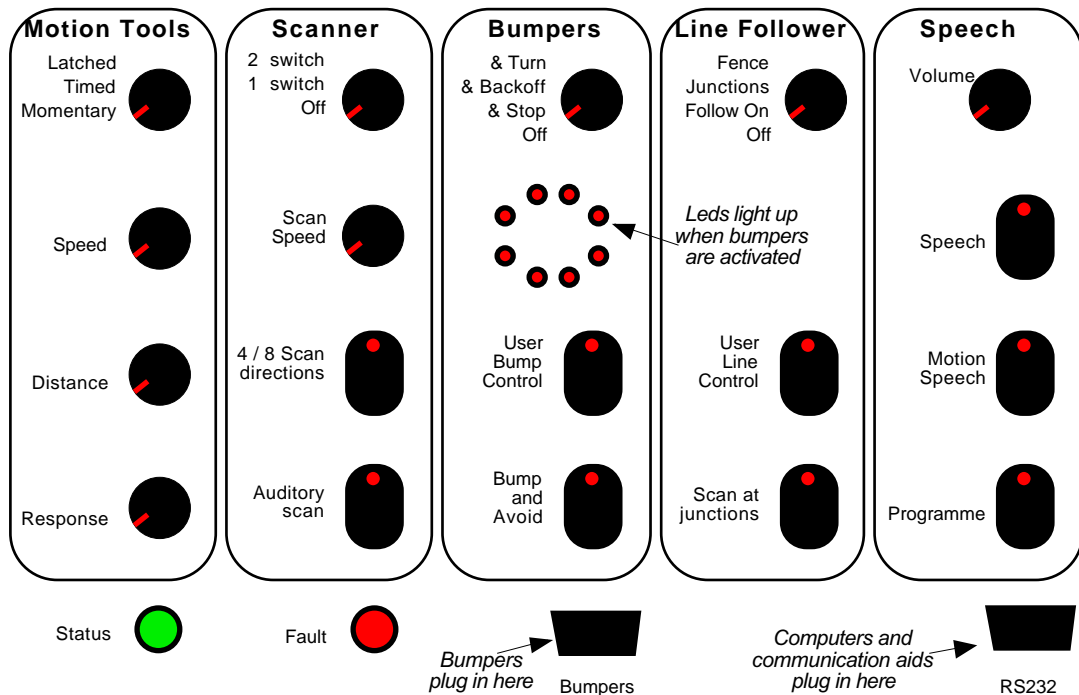 Motion Tools
Latched
Timed
Momentary
Speed
Distance
Response
Scanner
2 switch
1 switch
Off
Scan
Speed
4 / 8 Scan
directions
Auditory
scan
Bumpers
& Turn
& Backoff
& Stop
Off
Leds light up
when bumpers
are activated
User
Bump
Control
Bump
and
Avoid
Line Follower
Fence
Junctions
Follow On
Off
User
Line
Control
Scan at
junctions
Speech
Volume
Speech
Motion
Speech
Programme
Status
Fault
Bumpers
plug in here
Bumpers
Computers and
communication aids
plug in here
RS232